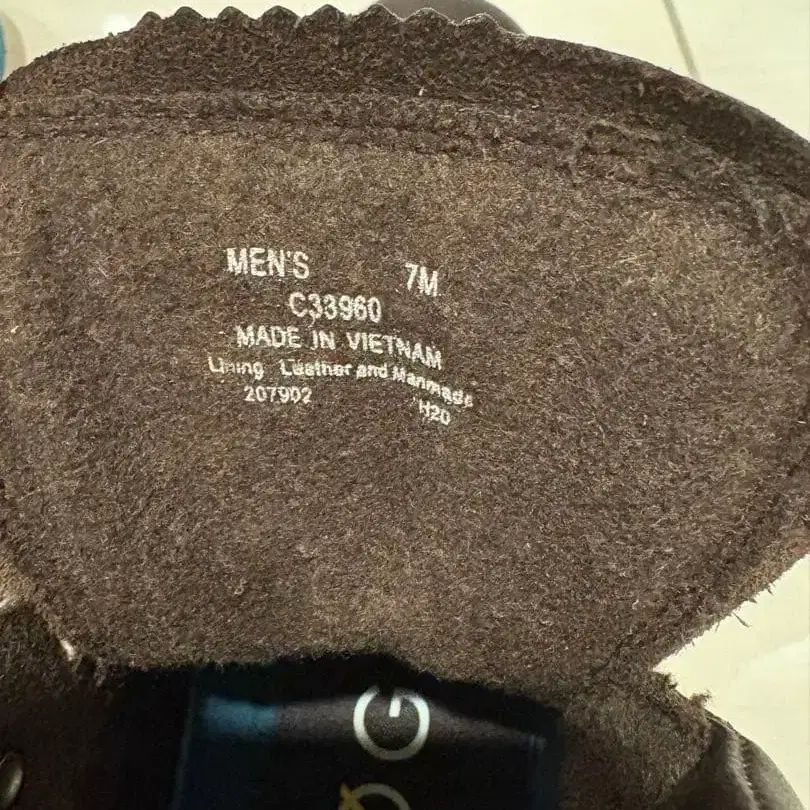 MEN'S 7M
C33960
MADE IN VIETNAM
Lining Leather and Manmade
207902 H20
G